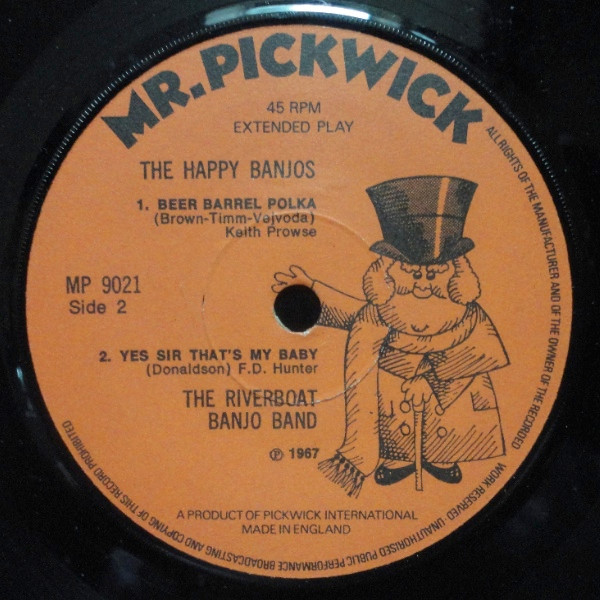 MR. PICKWICK
45 RPM
EXTENDED PLAY
THE HAPPY BANJOS
1. BEER BARREL POLKA
(Brown-Timm-Vejvoda)
Keith Prowse
MP 9021
Side 2
2. YES SIR THAT'S MY BABY
(Donaldson) F.D. Hunter
THE RIVERBOAT
BANJO BAND
℗ 1967
A PRODUCT OF PICKWICK INTERNATIONAL
MADE IN ENGLAND
ALL RIGHTS OF THE MANUFACTURER AND OF THE OWNER OF THE RECORDED WORK RESERVED UNAUTHORISED PUBLIC PERFORMANCE BROADCASTING AND COPYING OF THIS RECORD PROHIBITED